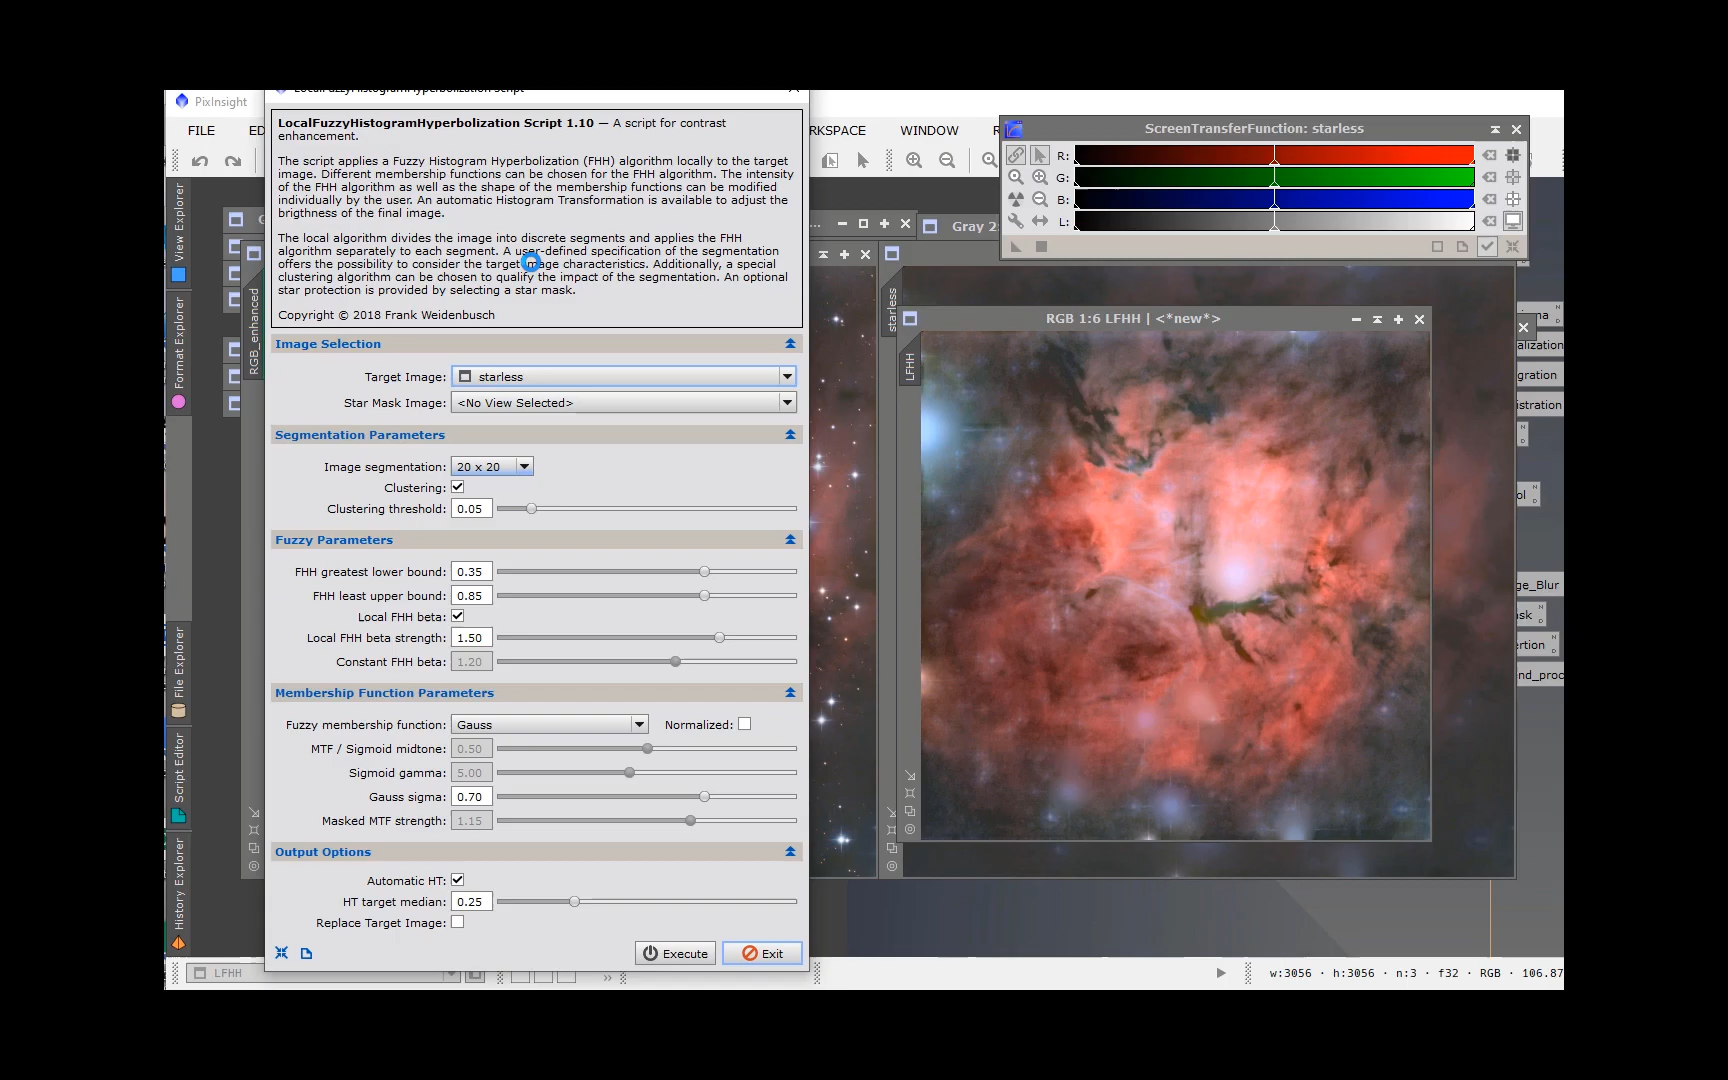 PixInsight
LocalFuzzyHistogramHyperbolization Script
FILE
WINDOW
LocalFuzzyHistogramHyperbolization Script 1.10 — A script for contrast
enhancement.
The script applies a Fuzzy Histogram Hyperbolization (FHH) algorithm locally to the target
image. Different membership functions can be chosen for the FHH algorithm. The intensity
of the FHH algorithm as well as the shape of the membership functions can be modified
individually by the user. An automatic Histogram Transformation is available to adjust the
brigthness of the final image.
The local algorithm divides the image into discrete segments and applies the FHH
algorithm separately to each segment. A user-defined specification of the segmentation
offers the possibility to consider the target image characteristics. Additionally, a special
clustering algorithm can be chosen to qualify the impact of the segmentation. An optional
star protection is provided by selecting a star mask.
Copyright © 2018 Frank Weidenbusch
Image Selection
Target Image: starless
Star Mask Image: <No View Selected>
Segmentation Parameters
Image segmentation: 20 x 20
Clustering:
Clustering threshold: 0.05
Fuzzy Parameters
FHH greatest lower bound: 0.35
FHH least upper bound: 0.85
Local FHH beta:
Local FHH beta strength: 1.50
Constant FHH beta: 1.20
Membership Function Parameters
Fuzzy membership function: Gauss Normalized:
MTF / Sigmoid midtone: 0.50
Sigmoid gamma: 5.00
Gauss sigma: 0.70
Masked MTF strength: 1.15
Output Options
Automatic HT:
HT target median: 0.25
Replace Target Image:
Execute Exit
View Explorer
Format Explorer
File Explorer
Script Editor
History Explorer
RGB_enhanced
starless
Gray 2:
ScreenTransferFunction: starless
R:
G:
B:
L:
RGB 1:6 LFHH | <*new*>
LFHH
LFHH
w:3056 · h:3056 · n:3 · f32 · RGB · 106.87